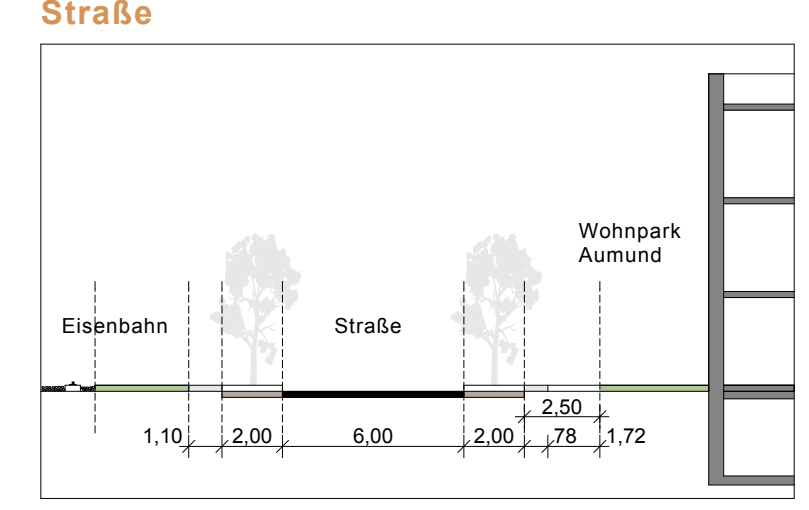 Straße
Wohnpark
Aumund
Eisenbahn
Straße
2,50
1,10 2,00 6,00 2,00 78 1,72